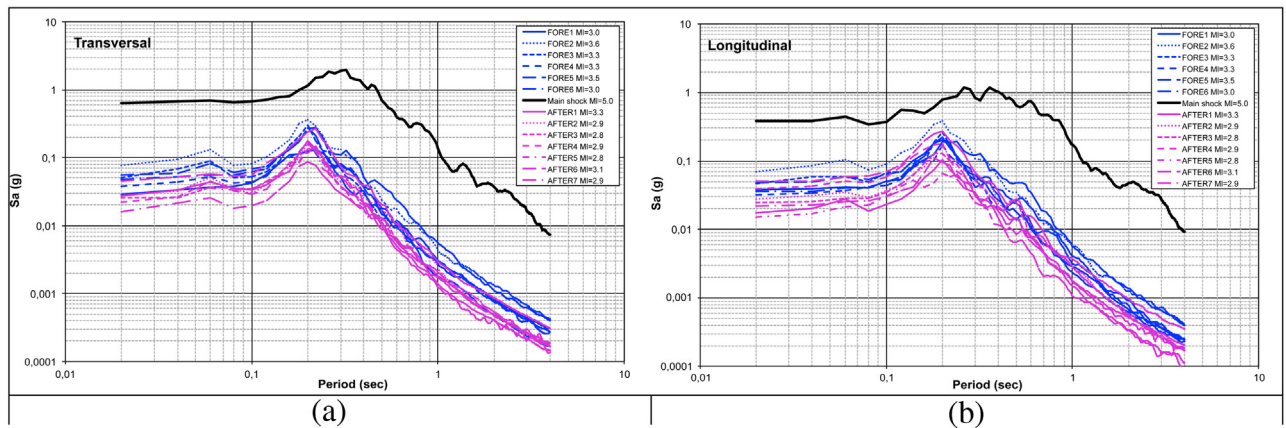 Transversal
Sa (g)
10
1
0,1
0,01
0,001
0,0001
0,01
0,1
1
10
Period (sec)
FORE1 Ml=3.0
FORE2 Ml=3.6
FORE3 Ml=3.3
FORE4 Ml=3.3
FORE5 Ml=3.5
FORE6 Ml=3.0
Main shock Ml=5.0
AFTER1 Ml=3.3
AFTER2 Ml=2.9
AFTER3 Ml=2.8
AFTER4 Ml=2.9
AFTER5 Ml=2.8
AFTER6 Ml=3.1
AFTER7 Ml=2.9
(a)
Longitudinal
Sa (g)
10
1
0,1
0,01
0,001
0,0001
0,01
0,1
1
10
Period (sec)
FORE1 Ml=3.0
FORE2 Ml=3.6
FORE3 Ml=3.3
FORE4 Ml=3.3
FORE5 Ml=3.5
FORE6 Ml=3.0
Main shock Ml=5.0
AFTER1 Ml=3.3
AFTER2 Ml=2.9
AFTER3 Ml=2.8
AFTER4 Ml=2.9
AFTER5 Ml=2.8
AFTER6 Ml=3.1
AFTER7 Ml=2.9
(b)